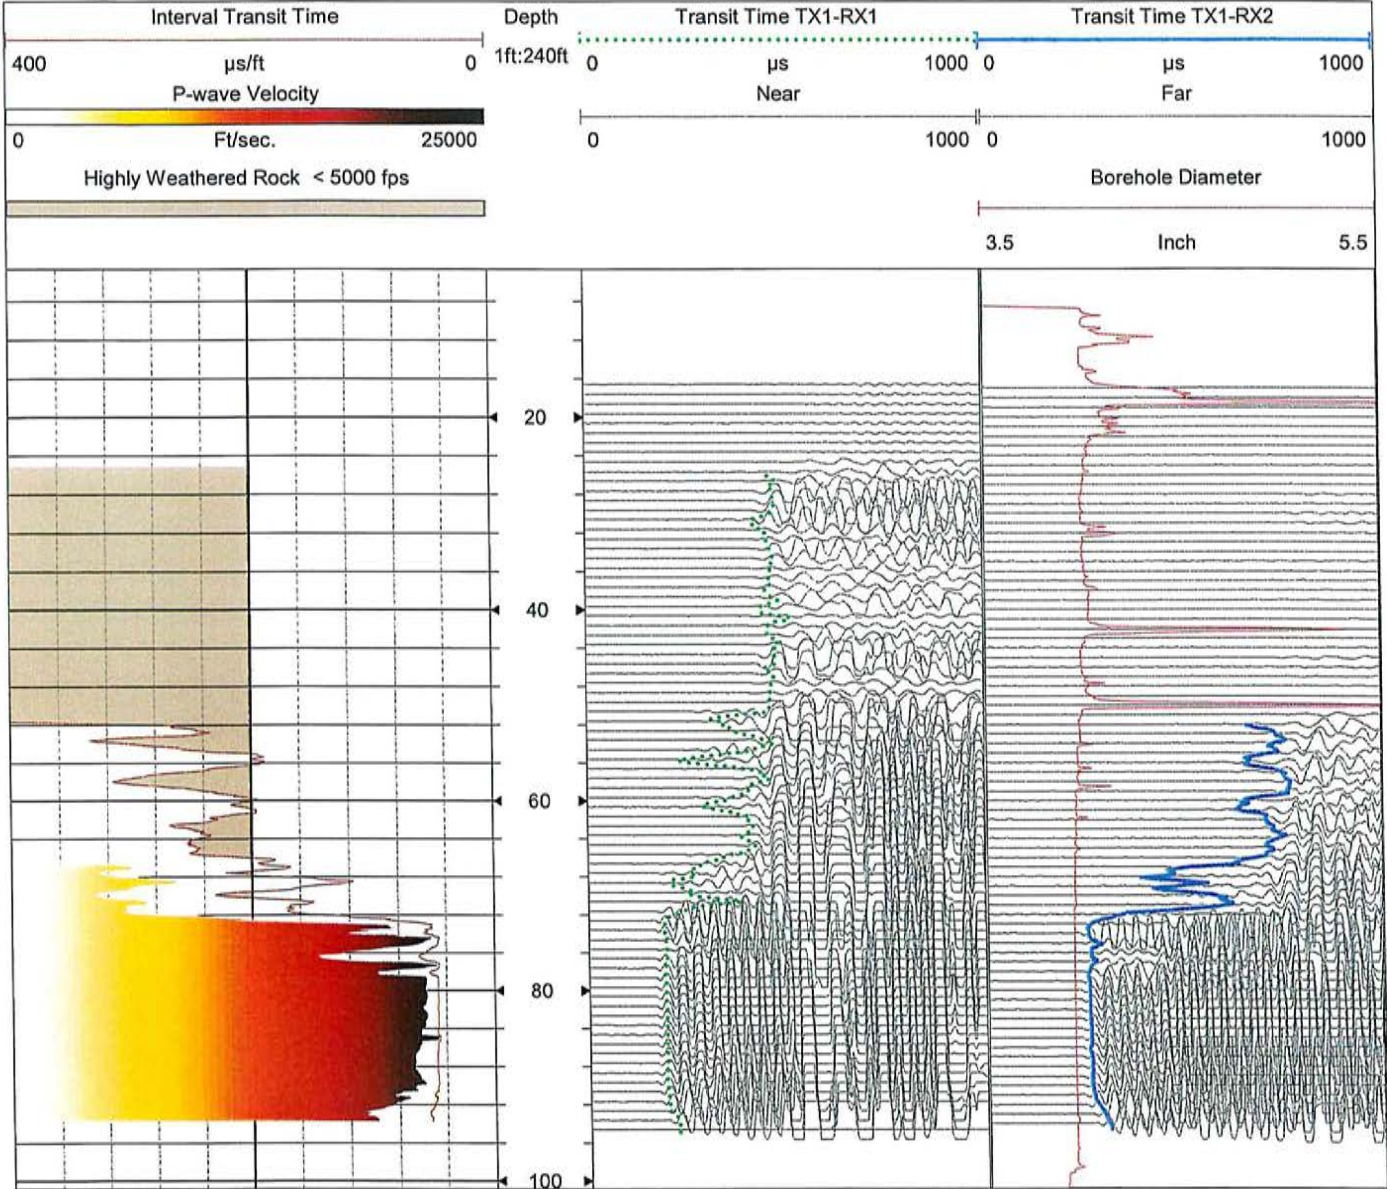 Interval Transit Time Depth Transit Time TX1-RX1 Transit Time TX1-RX2
400 µs/ft 0 1ft:240ft 0 µs 1000 0 µs 1000
P-wave Velocity Near Far
0 Ft/sec. 25000 0 1000 0 1000
Highly Weathered Rock < 5000 fps Borehole Diameter
3.5 Inch 5.5
20
40
60
80
100